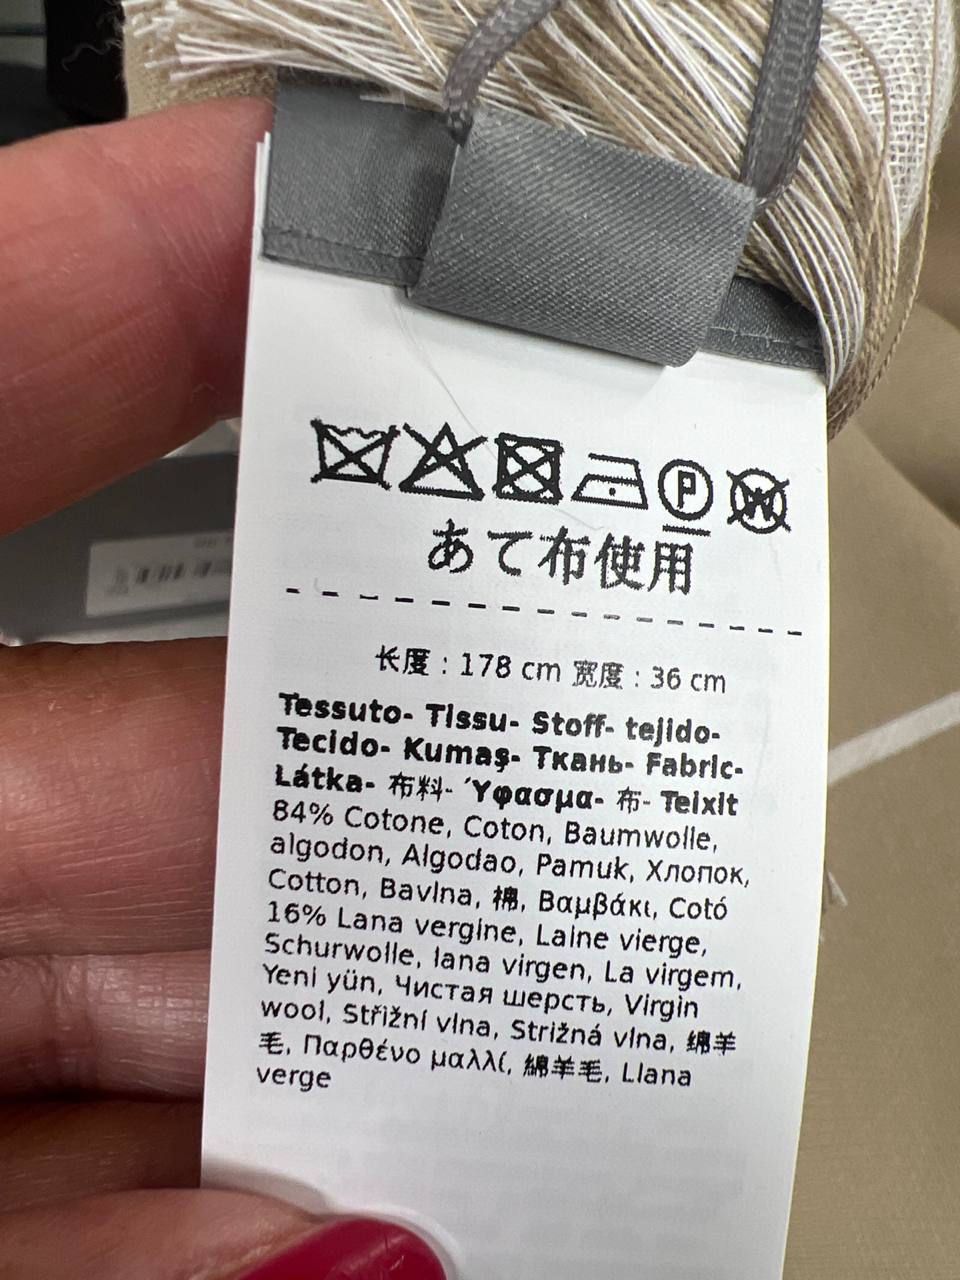 P W
あて布使用
长度 : 178 cm 宽度 : 36 cm
Tessuto- Tissu- Stoff- tejido-
Tecido- Kumaş- Ткань- Fabric-
Látka- 布料- Ύφασμα- 布- Teixit
84% Cotone, Coton, Baumwolle,
algodon, Algodao, Pamuk, Хлопок,
Cotton, Bavlna, 棉, Βαμβάκι, Cotó
16% Lana vergine, Laine vierge,
Schurwolle, lana virgen, La virgem,
Yeni yün, Чистая шерсть, Virgin
wool, Střižní vlna, Strižná vlna, 绵羊
毛, Παρθένο μαλλί, 綿羊毛, Llana
verge